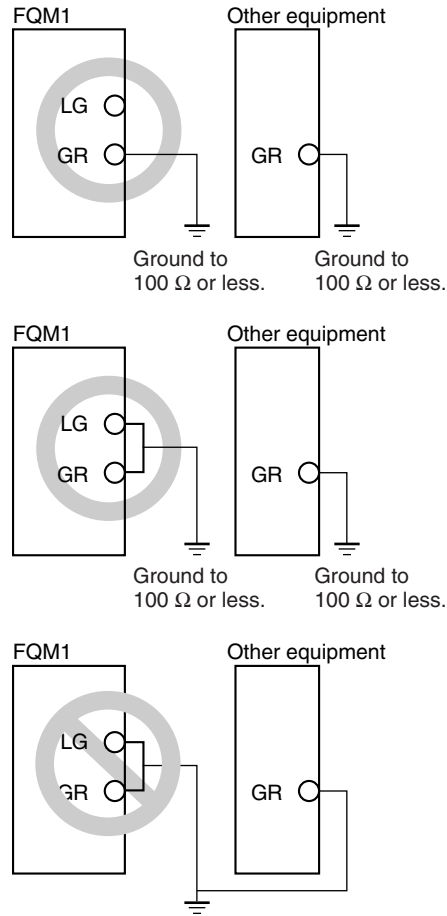 FQM1
Other equipment
LG
GR
GR
Ground to
100 Ω or less.
Ground to
100 Ω or less.
FQM1
Other equipment
LG
GR
GR
Ground to
100 Ω or less.
Ground to
100 Ω or less.
FQM1
Other equipment
LG
GR
GR